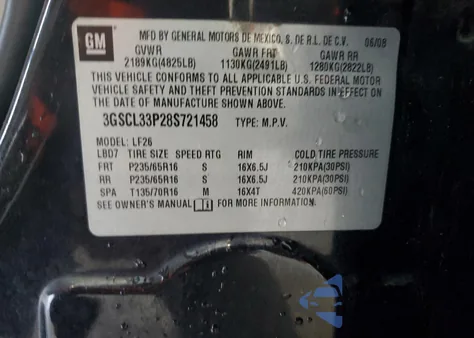 GM
MFD BY GENERAL MOTORS DE MEXICO, S. DE R.L. DE C.V. 06/08
GVWR GAWR FRT GAWR RR
2189KG(4825LB) 1130KG(2491LB) 1280KG(2822LB)
THIS VEHICLE CONFORMS TO ALL APPLICABLE U.S. FEDERAL MOTOR
VEHICLE SAFETY AND THEFT PREVENTION STANDARDS IN EFFECT ON
THE DATE OF MANUFACTURE SHOWN ABOVE.
3GSCL33P28S721458 TYPE: M.P.V.
MODEL: LF26
LBD7 TIRE SIZE SPEED RTG RIM COLD TIRE PRESSURE
FRT P235/65R16 S 16X6.5J 210KPA(30PSI)
RR P235/65R16 S 16X6.5J 210KPA(30PSI)
SPA T135/70R16 M 16X4T 420KPA(60PSI)
SEE OWNER'S MANUAL FOR MORE INFORMATION.